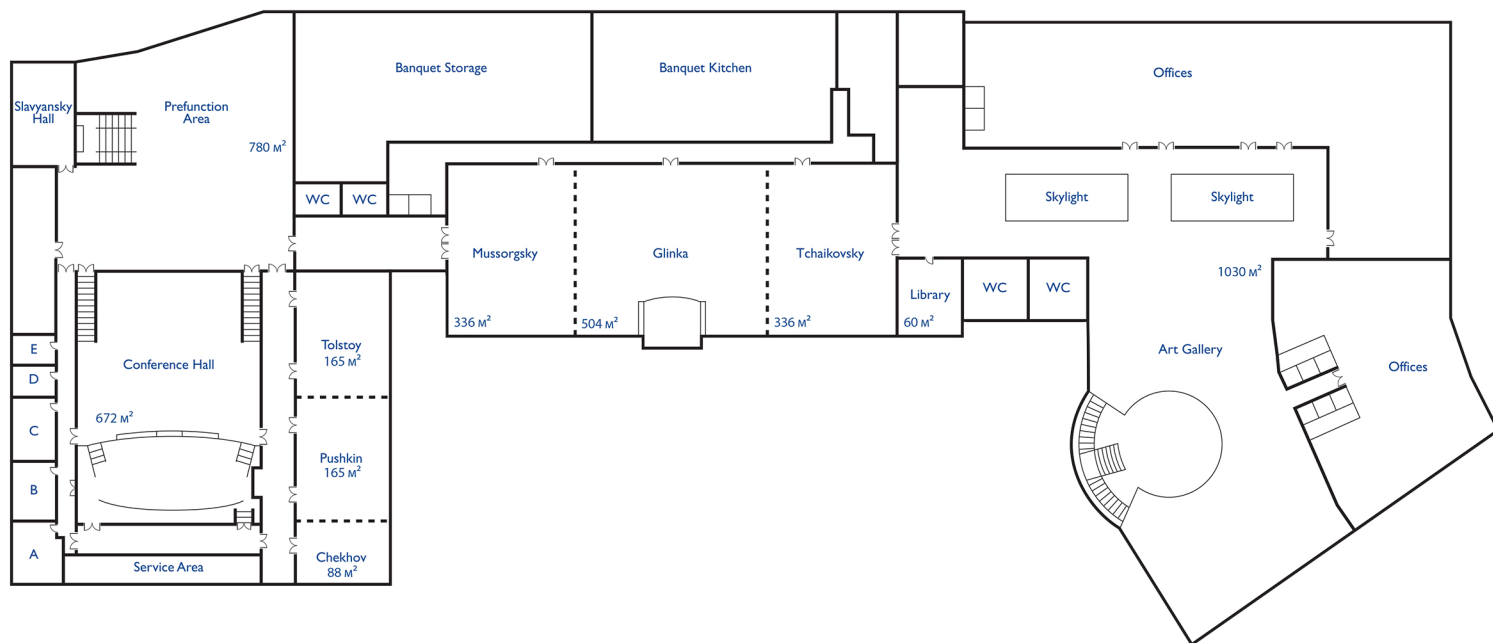 Banquet Storage
Banquet Kitchen
Offices
Slavyansky
Hall
Prefunction
Area
780 м²
WC
WC
Skylight
Skylight
Mussorgsky
Glinka
Tchaikovsky
1030 м²
336 м²
504 м²
336 м²
Library
60 м²
WC
WC
E
D
C
B
A
Conference Hall
672 м²
Service Area
Tolstoy
165 м²
Pushkin
165 м²
Chekhov
88 м²
Art Gallery
Offices